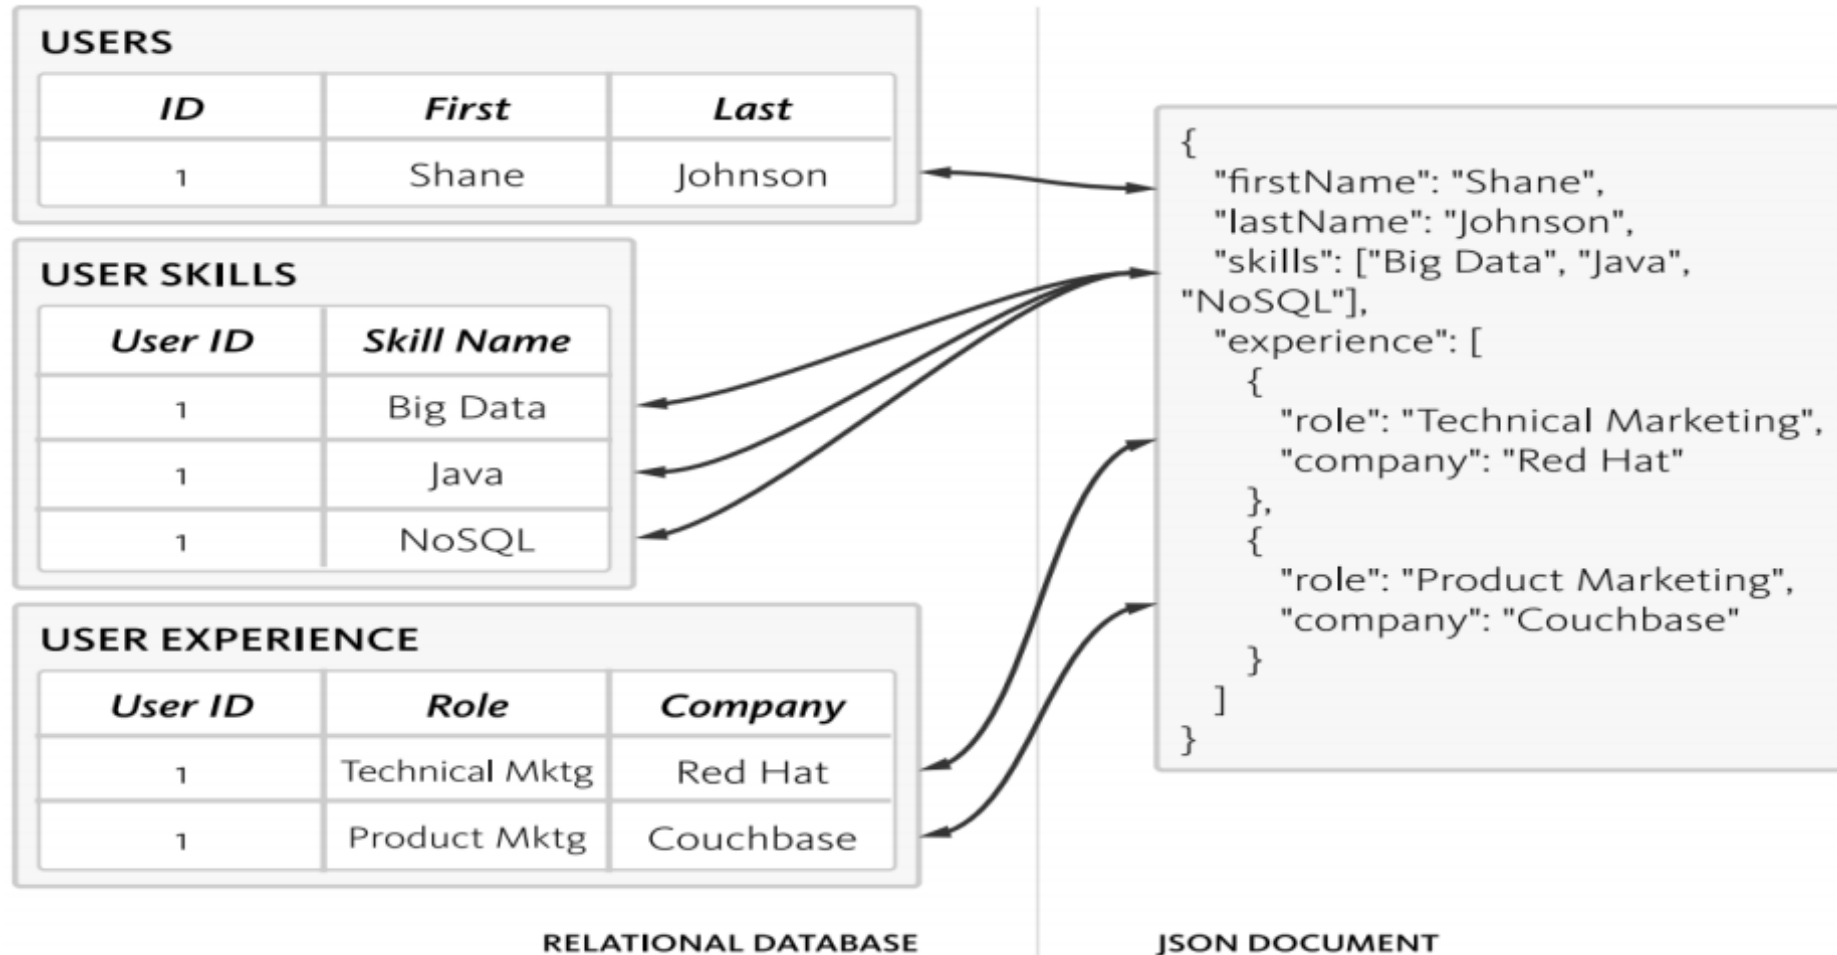 USERS
ID First Last
1 Shane Johnson
USER SKILLS
User ID Skill Name
1 Big Data
1 Java
1 NoSQL
USER EXPERIENCE
User ID Role Company
1 Technical Mktg Red Hat
1 Product Mktg Couchbase
RELATIONAL DATABASE
{
"firstName": "Shane",
"lastName": "Johnson",
"skills": ["Big Data", "Java",
"NoSQL"],
"experience": [
{
"role": "Technical Marketing",
"company": "Red Hat"
},
{
"role": "Product Marketing",
"company": "Couchbase"
}
]
}
JSON DOCUMENT